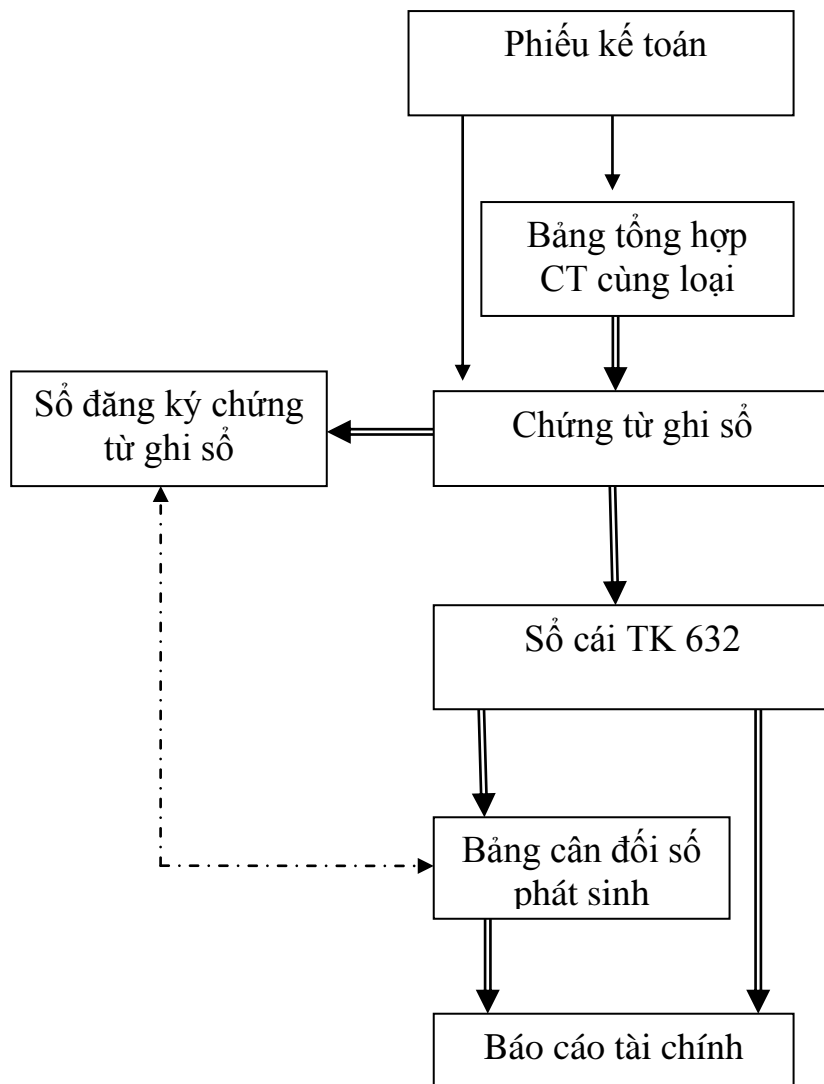 Phiếu kế toán
Bảng tổng hợp
CT cùng loại
Sổ đăng ký chứng
từ ghi sổ
Chứng từ ghi sổ
Sổ cái TK 632
Bảng cân đối số
phát sinh
Báo cáo tài chính